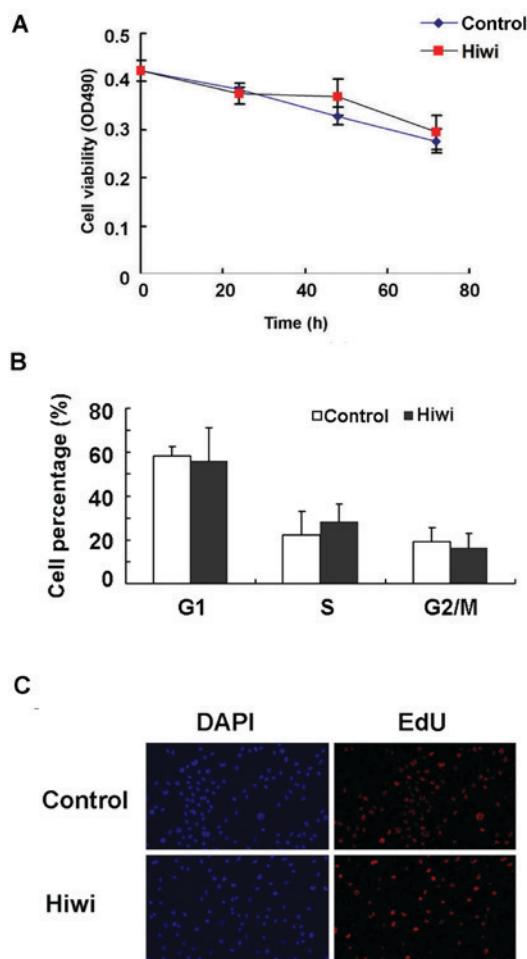 A
Control
Hiwi
Cell viability (OD490)
0.5
0.4
0.3
0.2
0.1
0
0 20 40 60 80
Time (h)
B
Cell percentage (%)
80
60
40
20
0
Control Hiwi
G1 S G2/M
C
DAPI EdU
Control
Hiwi